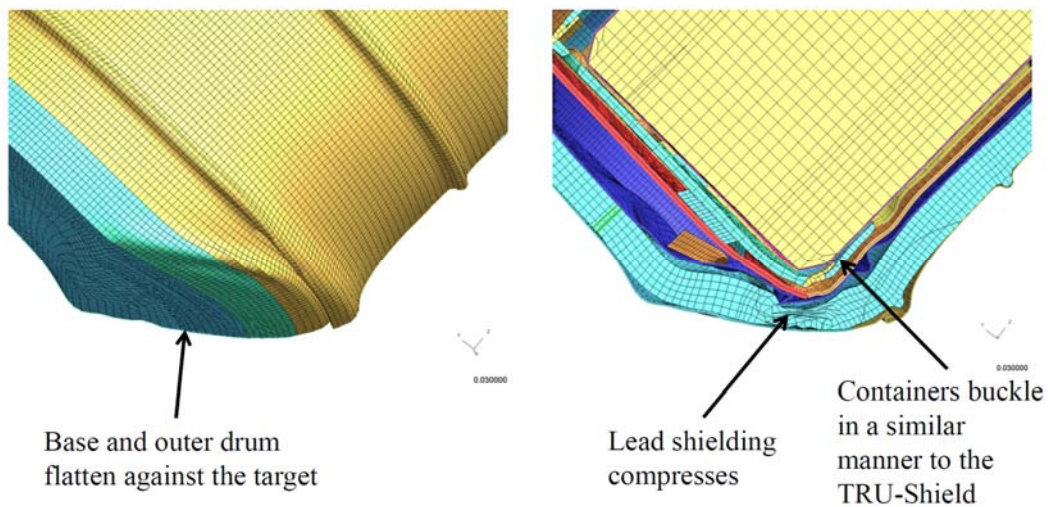 0.030000
0.030000
Base and outer drum
flatten against the target
Lead shielding
compresses
Containers buckle
in a similar
manner to the
TRU-Shield